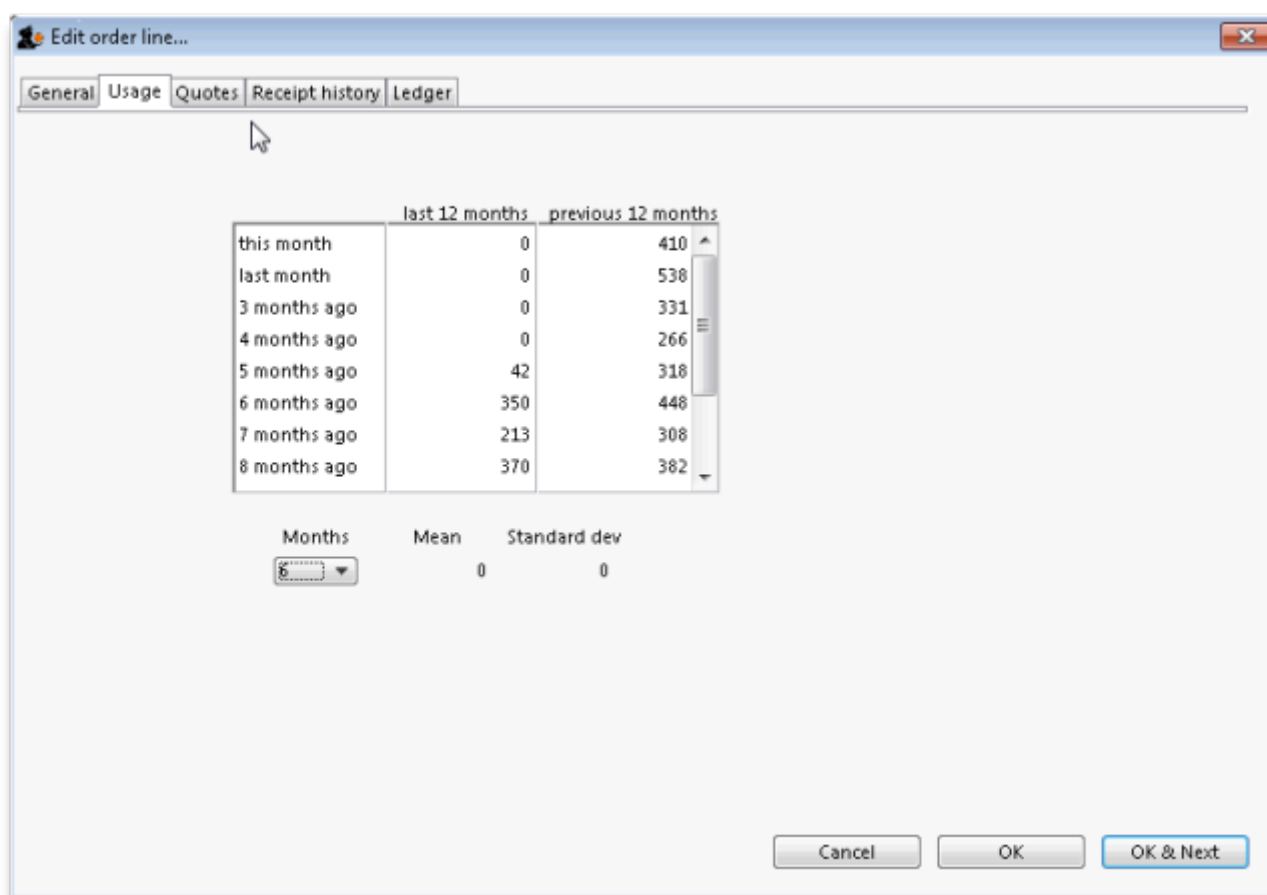 Edit order line...
General Usage Quotes Receipt history Ledger
last 12 months previous 12 months
this month 0 410
last month 0 538
3 months ago 0 331
4 months ago 0 266
5 months ago 42 318
6 months ago 350 448
7 months ago 213 308
8 months ago 370 382
Months Mean Standard dev
6 0 0
Cancel OK OK & Next